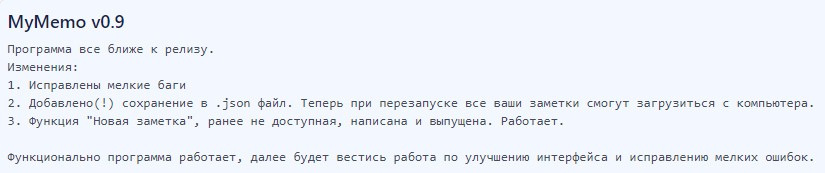 MyMemo v0.9
Программа все ближе к релизу.
Изменения:
1. Исправлены мелкие баги
2. Добавлено(!) сохранение в .json файл. Теперь при перезапуске все ваши заметки смогут загрузиться с компьютера.
3. Функция "Новая заметка", ранее не доступная, написана и выпущена. Работает.
Функционально программа работает, далее будет вестись работа по улучшению интерфейса и исправлению мелких ошибок.